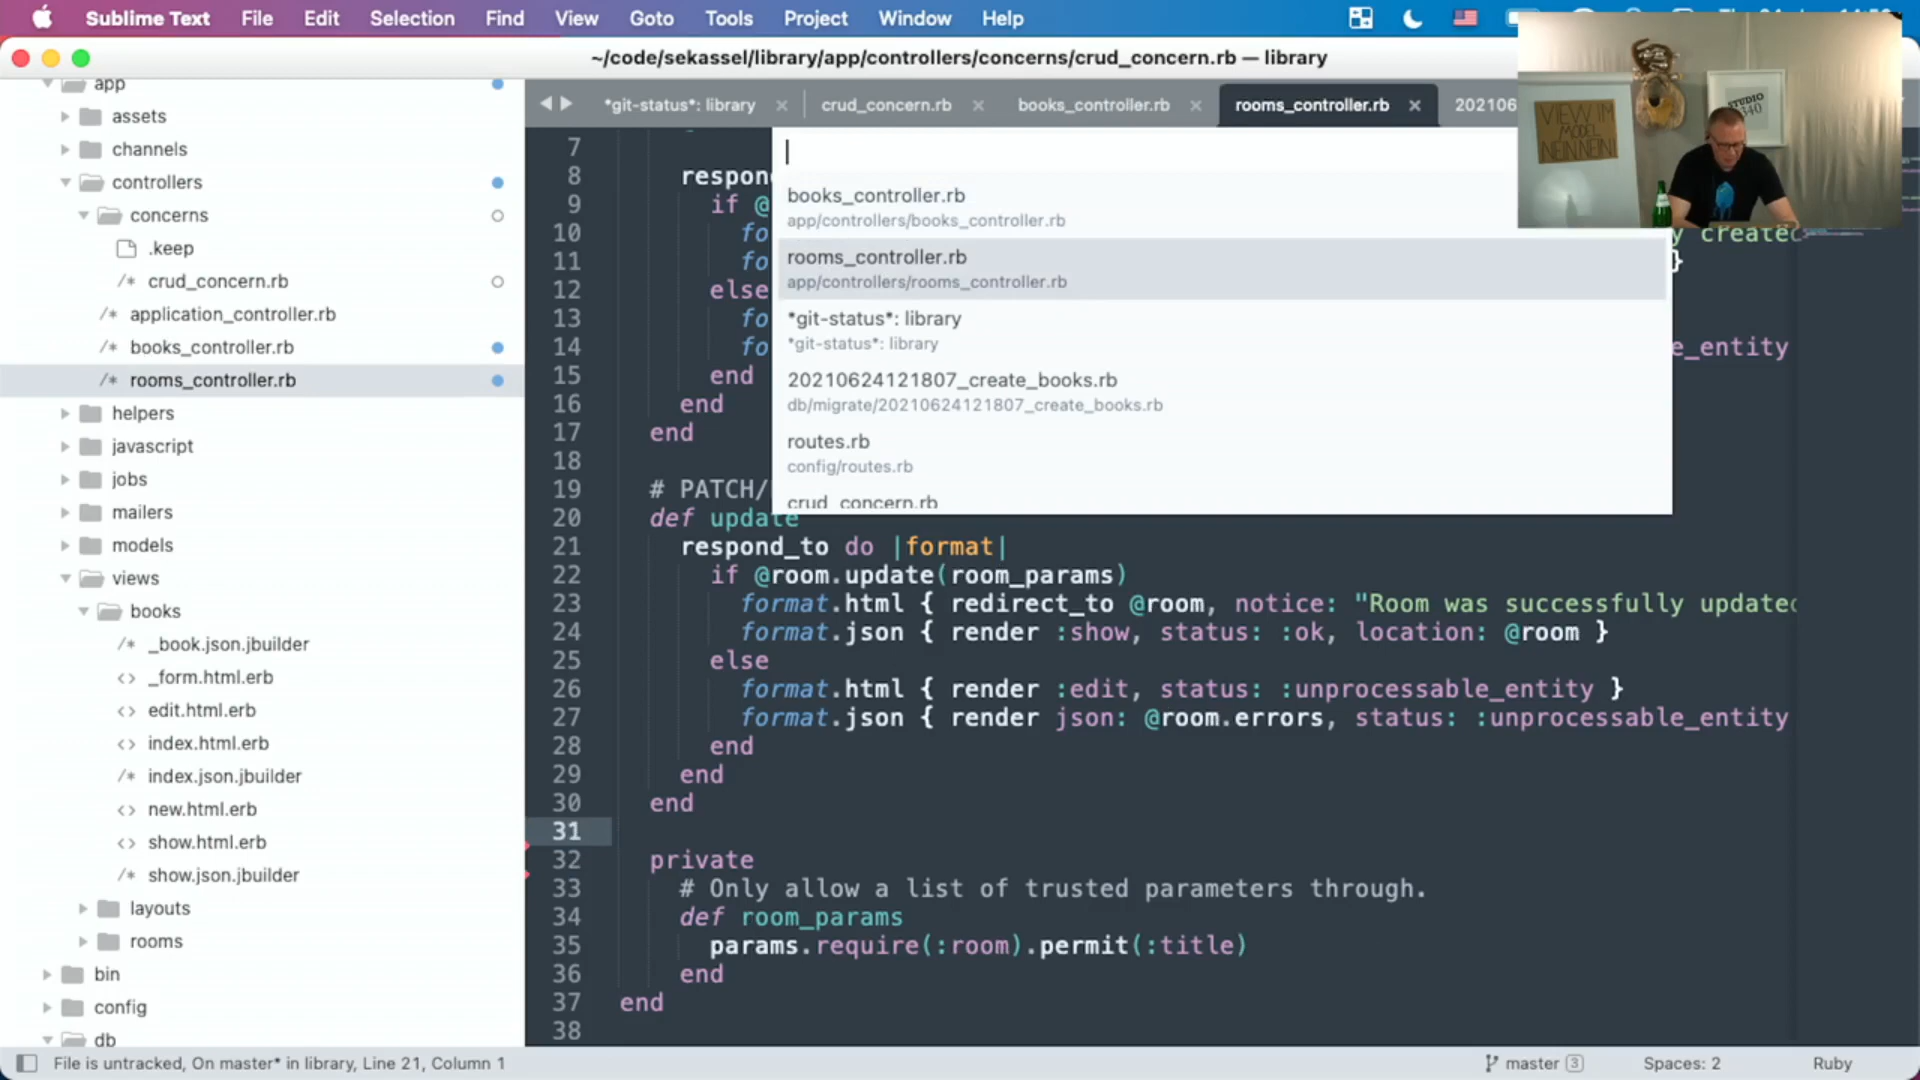 Sublime Text File Edit Selection Find View Goto Tools Project Window Help
~/code/sekassel/library/app/controllers/concerns/crud_concern.rb — library
app
assets
channels
controllers
concerns
.keep
/* crud_concern.rb
/* application_controller.rb
/* books_controller.rb
/* rooms_controller.rb
helpers
javascript
jobs
mailers
models
views
books
/* _book.json.jbuilder
<> _form.html.erb
<> edit.html.erb
<> index.html.erb
/* index.json.jbuilder
<> new.html.erb
<> show.html.erb
/* show.json.jbuilder
layouts
rooms
bin
config
db
*git-status*: library × crud_concern.rb × books_controller.rb × rooms_controller.rb × 202106
books_controller.rb
app/controllers/books_controller.rb
rooms_controller.rb
app/controllers/rooms_controller.rb
*git-status*: library
*git-status*: library
20210624121807_create_books.rb
db/migrate/20210624121807_create_books.rb
routes.rb
config/routes.rb
crud_concern.rb
7
8 respon
9 if @
10 fo y created
11 fo }
12 else
13 fo
14 fo e_entity
15 end
16 end
17 end
18
19 # PATCH/
20 def update
21 respond_to do |format|
22 if @room.update(room_params)
23 format.html { redirect_to @room, notice: "Room was successfully updated
24 format.json { render :show, status: :ok, location: @room }
25 else
26 format.html { render :edit, status: :unprocessable_entity }
27 format.json { render json: @room.errors, status: :unprocessable_entity
28 end
29 end
30 end
31
32 private
33 # Only allow a list of trusted parameters through.
34 def room_params
35 params.require(:room).permit(:title)
36 end
37 end
38
VIEW IM
MODEL
NEIN NEIN!
STUDIO
340
File is untracked, On master* in library, Line 21, Column 1
master 3 Spaces: 2 Ruby